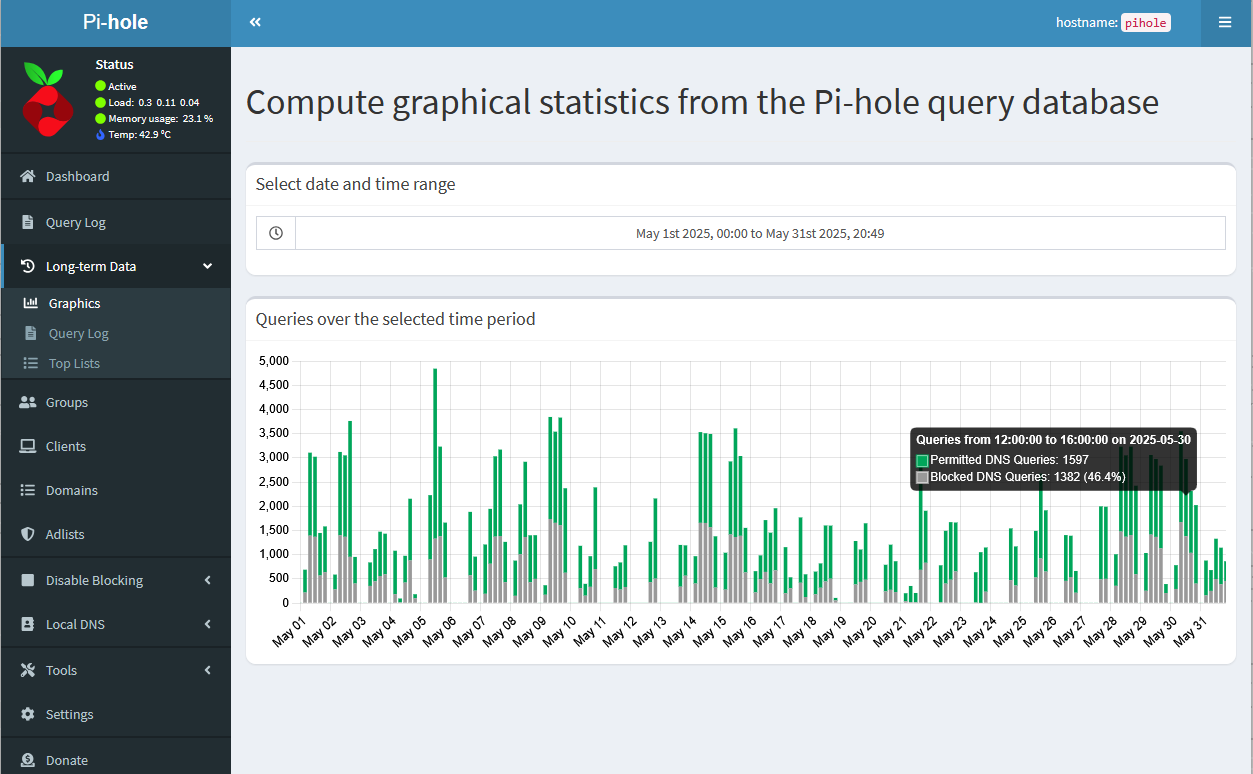 Pi-hole
hostname: pihole
Status
Active
Load: 0.3 0.11 0.04
Memory usage: 23.1 %
Temp: 42.9 °C
Dashboard
Query Log
Long-term Data
Graphics
Query Log
Top Lists
Groups
Clients
Domains
Adlists
Disable Blocking
Local DNS
Tools
Settings
Donate
Compute graphical statistics from the Pi-hole query database
Select date and time range
May 1st 2025, 00:00 to May 31st 2025, 20:49
Queries over the selected time period
5,000
4,500
4,000
3,500
3,000
2,500
2,000
1,500
1,000
500
0
Queries from 12:00:00 to 16:00:00 on 2025-05-30
Permitted DNS Queries: 1597
Blocked DNS Queries: 1382 (46.4%)
May 01
May 02
May 03
May 04
May 05
May 06
May 07
May 08
May 09
May 10
May 11
May 12
May 13
May 14
May 15
May 16
May 17
May 18
May 19
May 20
May 21
May 22
May 23
May 24
May 25
May 26
May 27
May 28
May 29
May 30
May 31